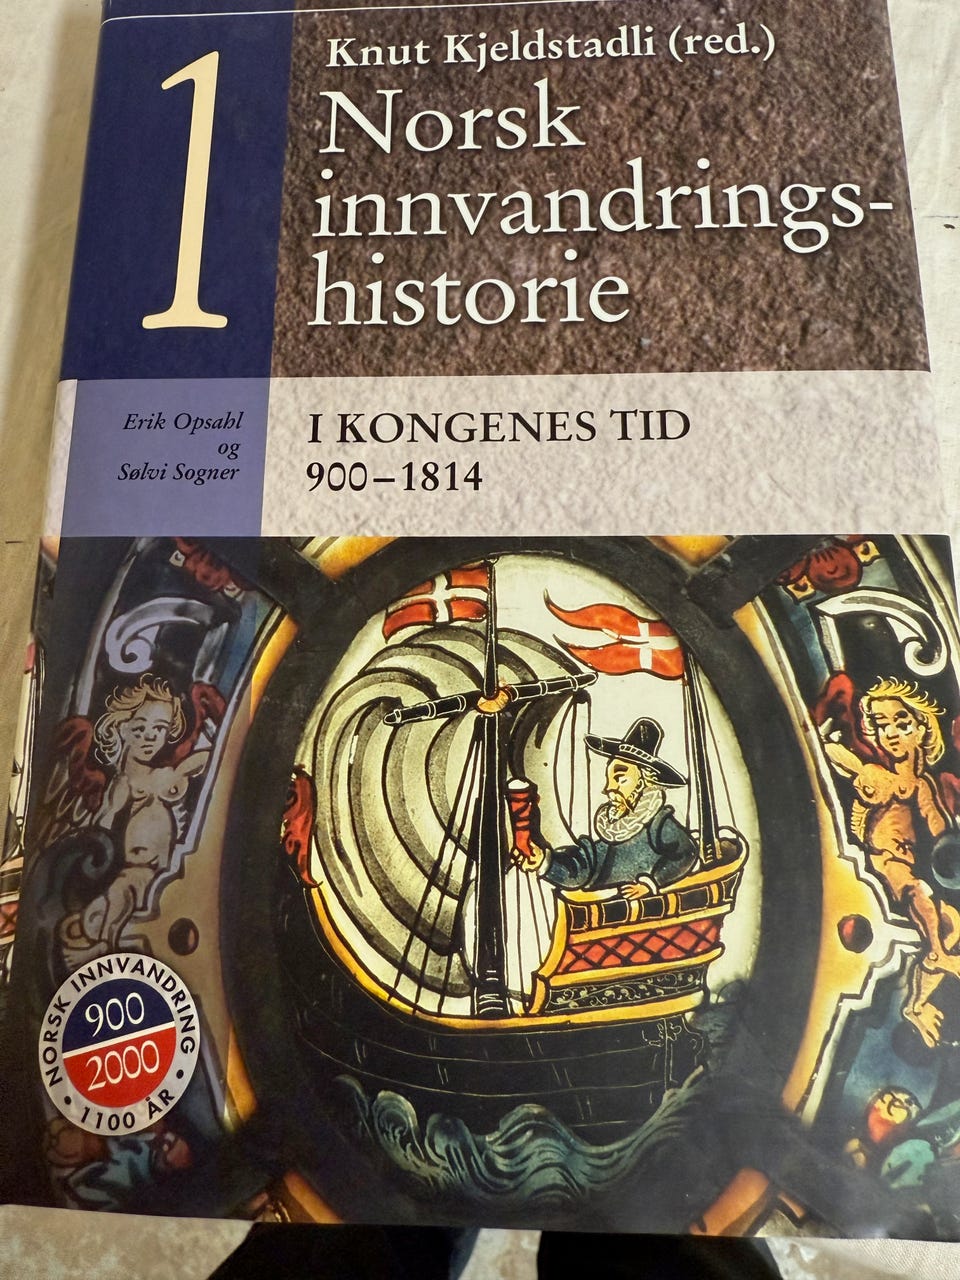 1
Knut Kjeldstadli (red.)
Norsk
innvandrings-
historie
Erik Opsahl
og
Sølvi Sogner
I KONGENES TID
900–1814
NORSK INNVANDRING
900
2000
• 1100 ÅR •